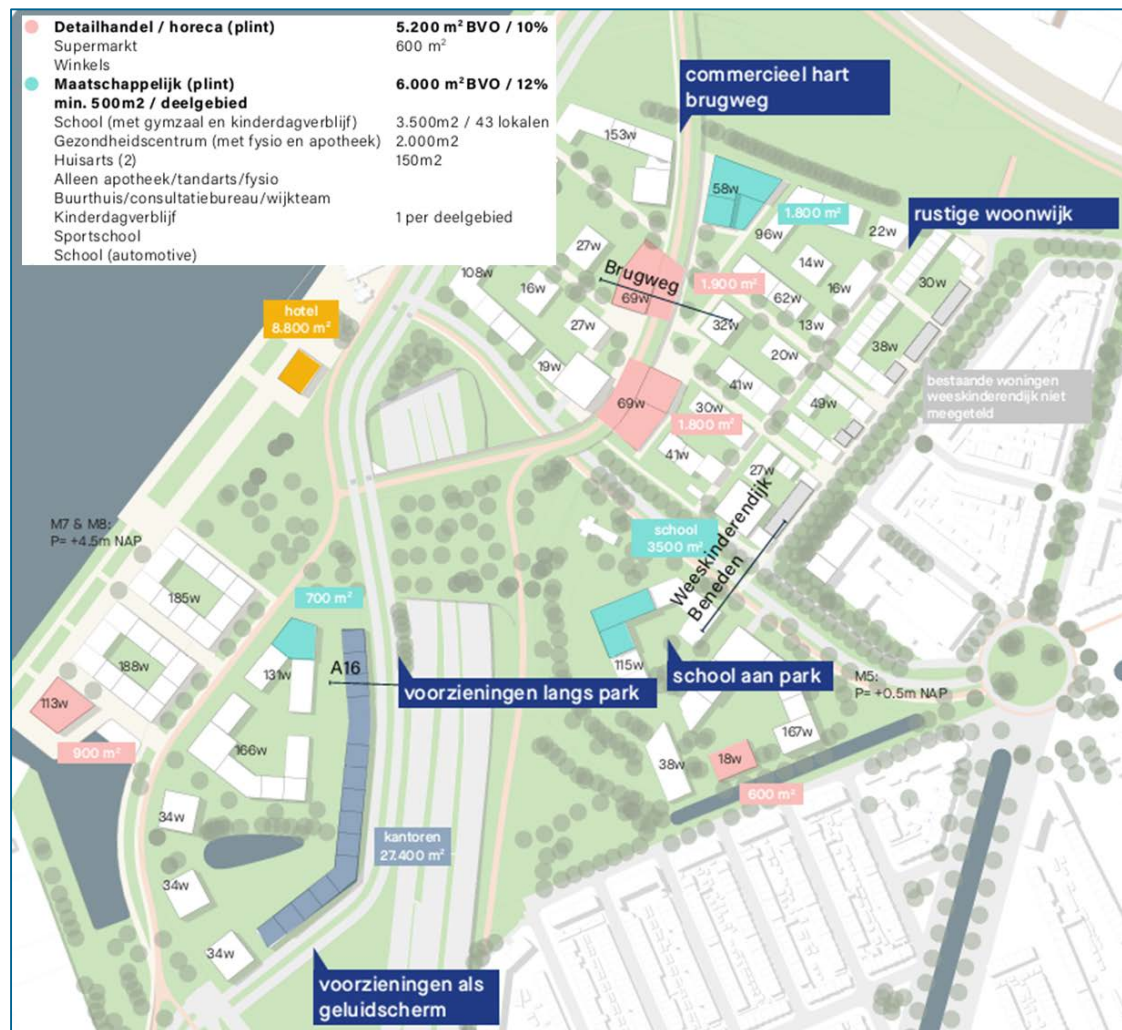 Detailhandel / horeca (plint) 5.200 m² BVO / 10%
Supermarkt 600 m²
Winkels
Maatschappelijk (plint) 6.000 m² BVO / 12%
min. 500m2 / deelgebied
School (met gymzaal en kinderdagverblijf) 3.500m2 / 43 lokalen
Gezondheidscentrum (met fysio en apotheek) 2.000m2
Huisarts (2) 150m2
Alleen apotheek/tandarts/fysio
Buurthuis/consultatiebureau/wijkteam
Kinderdagverblijf 1 per deelgebied
Sportschool
School (automotive)
commercieel hart
brugweg
153w
58w
1.800 m²
96w
22w
rustige woonwijk
27w
14w
108w
16w
Brugweg
69w
1.900 m²
62w
16w
30w
hotel
8.800 m²
27w
32w
13w
38w
19w
20w
41w
49w
bestaande woningen
weeskinderendijk niet
meegeteld
69w
30w
1.800 m²
41w
27w
M7 & M8:
P= +4.5m NAP
school
3500 m²
Weeskinderendijk
Beneden
185w
700 m²
188w
131w
A16
115w
voorzieningen langs park
school aan park
M5:
P= +0.5m NAP
113w
900 m²
166w
167w
38w
18w
600 m²
34w
kantoren
27.400 m²
34w
34w
voorzieningen als
geluidscherm